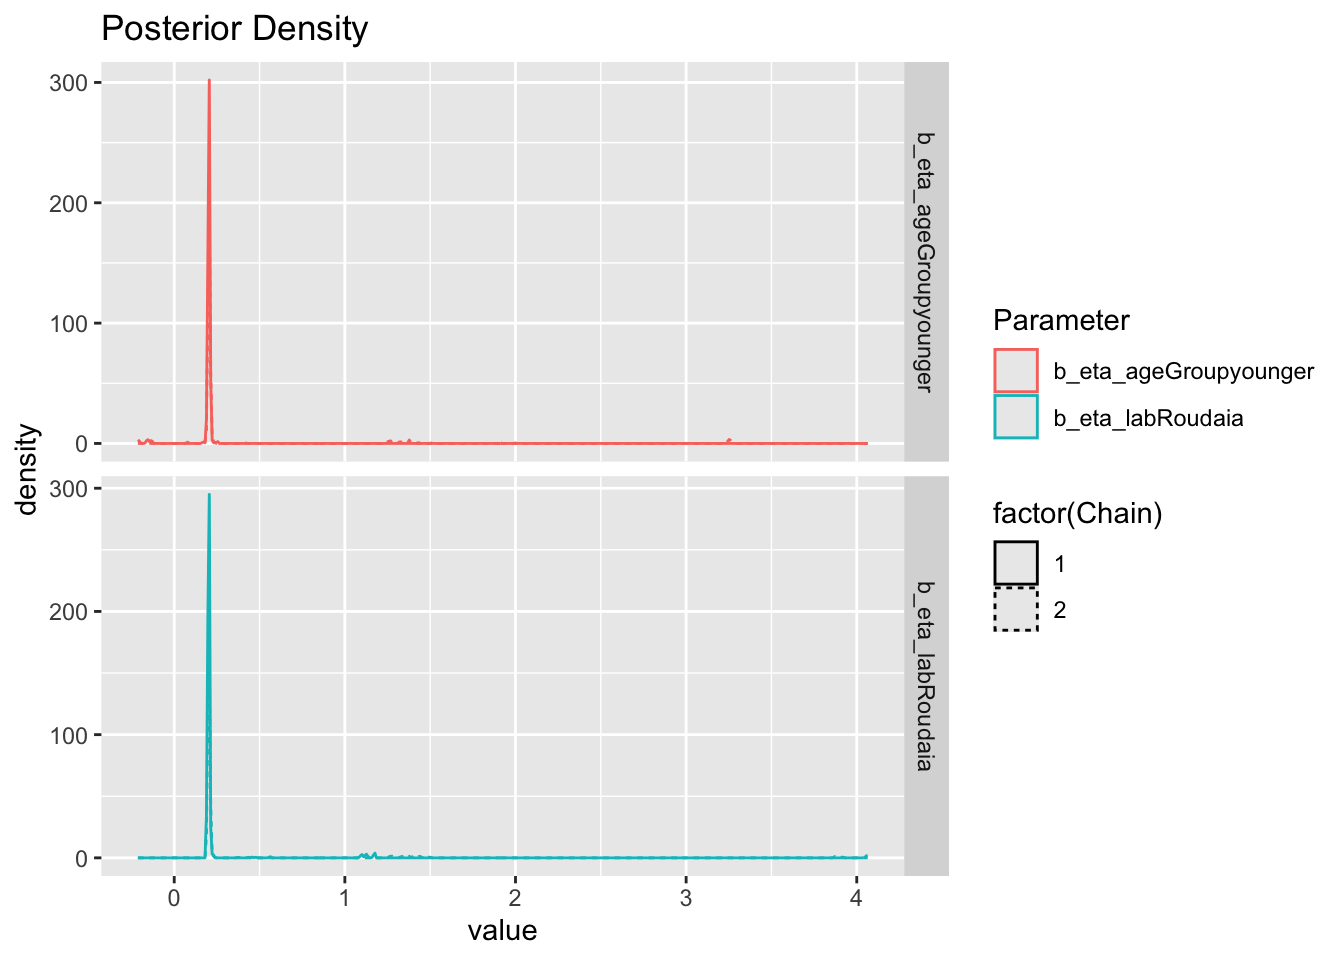 Posterior Density
300
200
100
0
b_eta_ageGroupyounger
300
200
100
0
b_eta_labRoudaia
0 1 2 3 4
value
density
Parameter
b_eta_ageGroupyounger
b_eta_labRoudaia
factor(Chain)
1
2